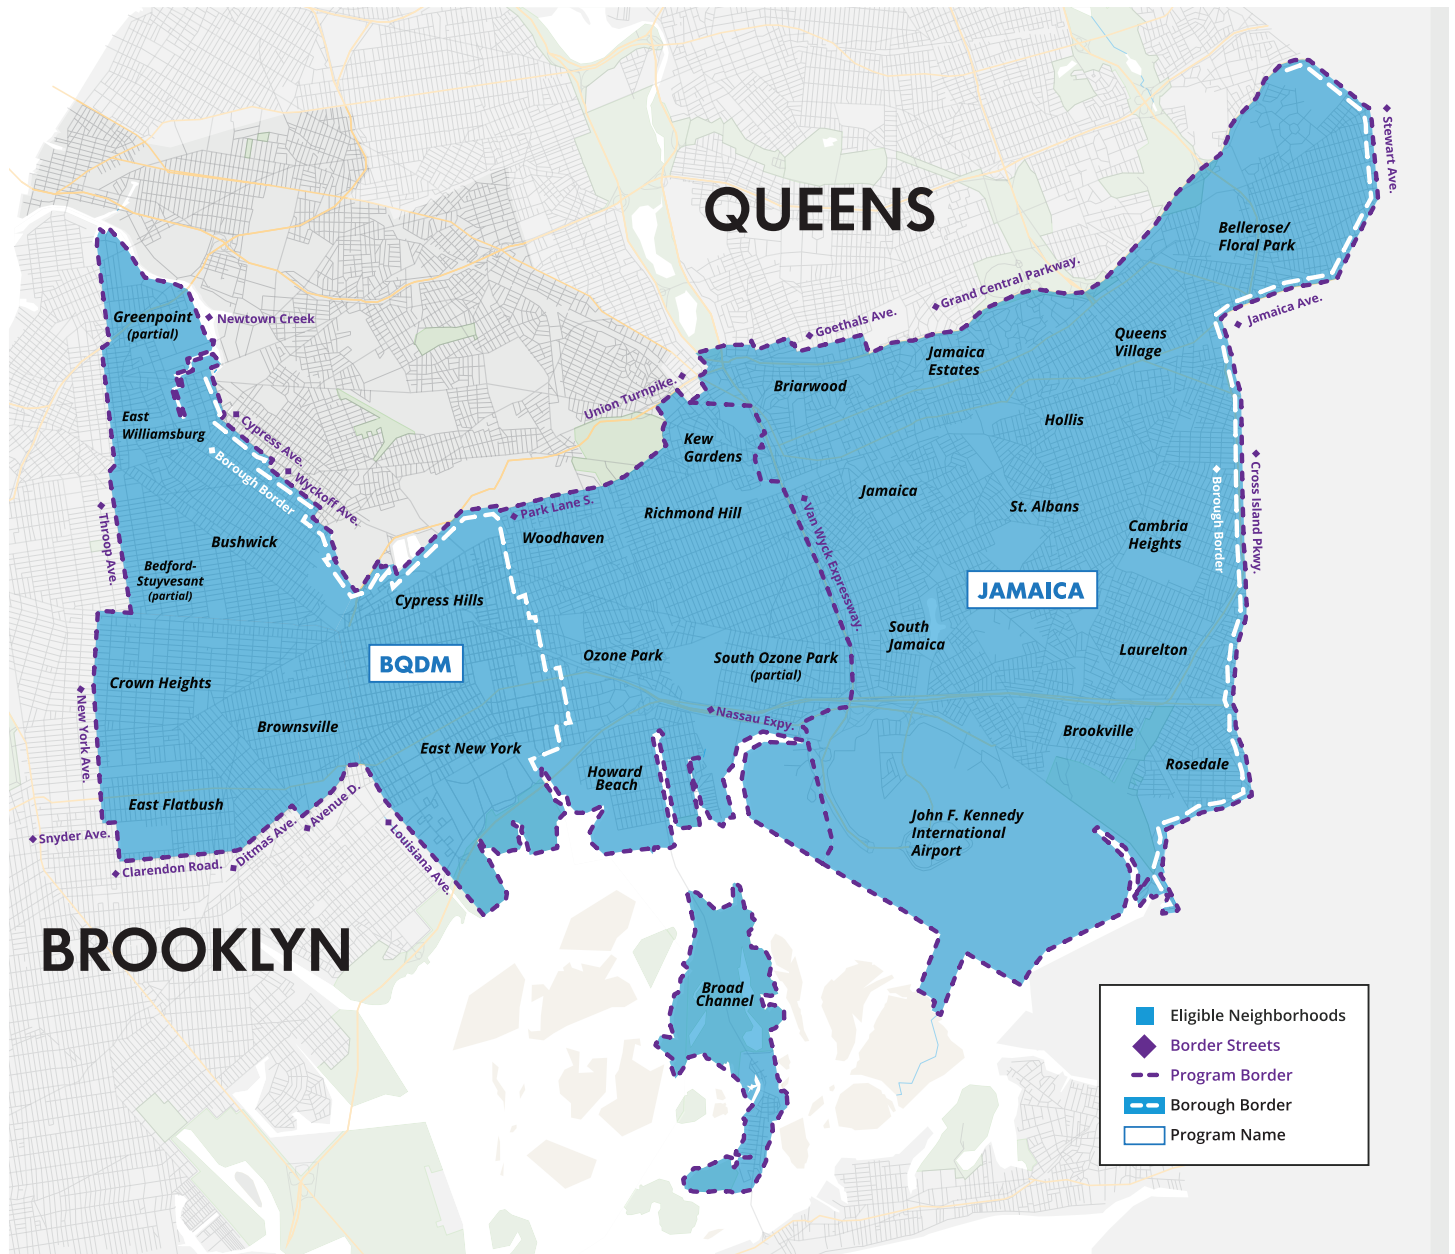 QUEENS
Stewart Ave.
Bellerose/
Floral Park
Grand Central Parkway.
Jamaica Ave.
Goethals Ave.
Greenpoint
(partial)
Newtown Creek
Queens
Village
Jamaica
Estates
Union Turnpike.
Briarwood
East
Williamsburg
Cypress Ave.
Hollis
Kew
Gardens
Borough Border
Wyckoff Ave.
Jamaica
Park Lane S.
Richmond Hill
Van Wyck Expressway.
St. Albans
Cambria
Heights
Borough Border
Cross Island Pkwy.
Throop Ave.
Bushwick
Woodhaven
Bedford-
Stuyvesant
(partial)
Cypress Hills
JAMAICA
South
Jamaica
BQDM
Ozone Park
South Ozone Park
(partial)
Laurelton
Crown Heights
New York Ave.
Brownsville
Nassau Expy.
Brookville
East New York
Rosedale
Howard
Beach
East Flatbush
Avenue D.
John F. Kennedy
International
Airport
Snyder Ave.
Ditmas Ave.
Clarendon Road.
Louisiana Ave.
BROOKLYN
Broad
Channel
Eligible Neighborhoods
Border Streets
Program Border
Borough Border
Program Name